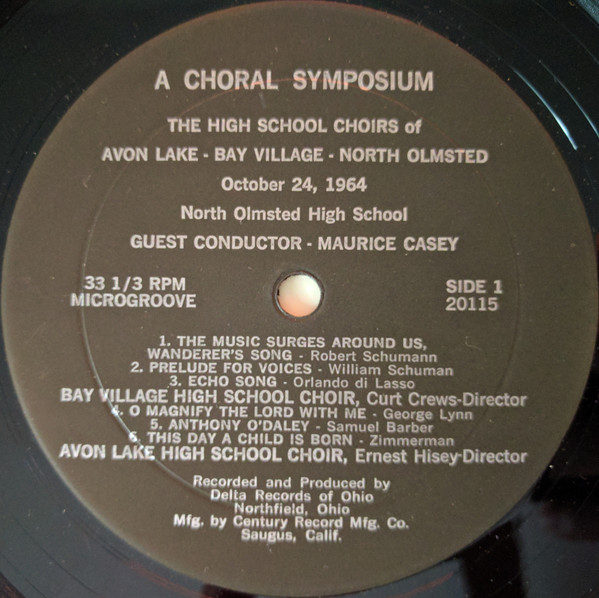 A CHORAL SYMPOSIUM
THE HIGH SCHOOL CHOIRS of
AVON LAKE - BAY VILLAGE - NORTH OLMSTED
October 24, 1964
North Olmsted High School
GUEST CONDUCTOR - MAURICE CASEY
33 1/3 RPM
MICROGROOVE
SIDE 1
20115
1. THE MUSIC SURGES AROUND US,
WANDERER'S SONG - Robert Schumann
2. PRELUDE FOR VOICES - William Schuman
3. ECHO SONG - Orlando di Lasso
BAY VILLAGE HIGH SCHOOL CHOIR, Curt Crews-Director
4. O MAGNIFY THE LORD WITH ME - George Lynn
5. ANTHONY O'DALEY - Samuel Barber
6. THIS DAY A CHILD IS BORN - Zimmerman
AVON LAKE HIGH SCHOOL CHOIR, Ernest Hisey-Director
Recorded and Produced by
Delta Records of Ohio
Northfield, Ohio
Mfg. by Century Record Mfg. Co.
Saugus, Calif.